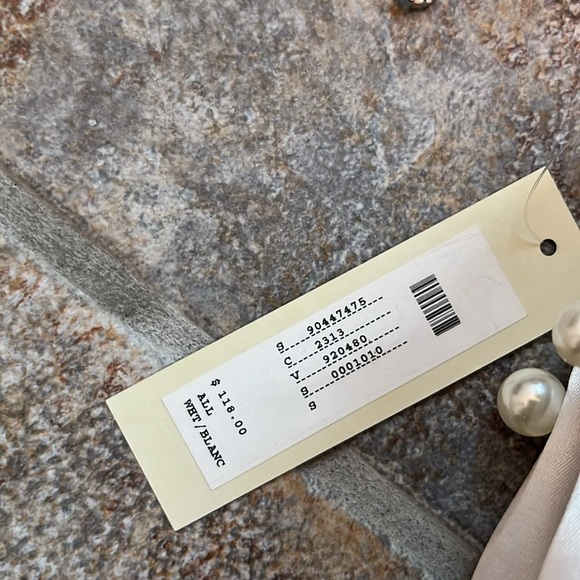 S 90447475
C 2313
V 920480
S 0001010
S
$ 118.00
ALL
WHT/BLANC